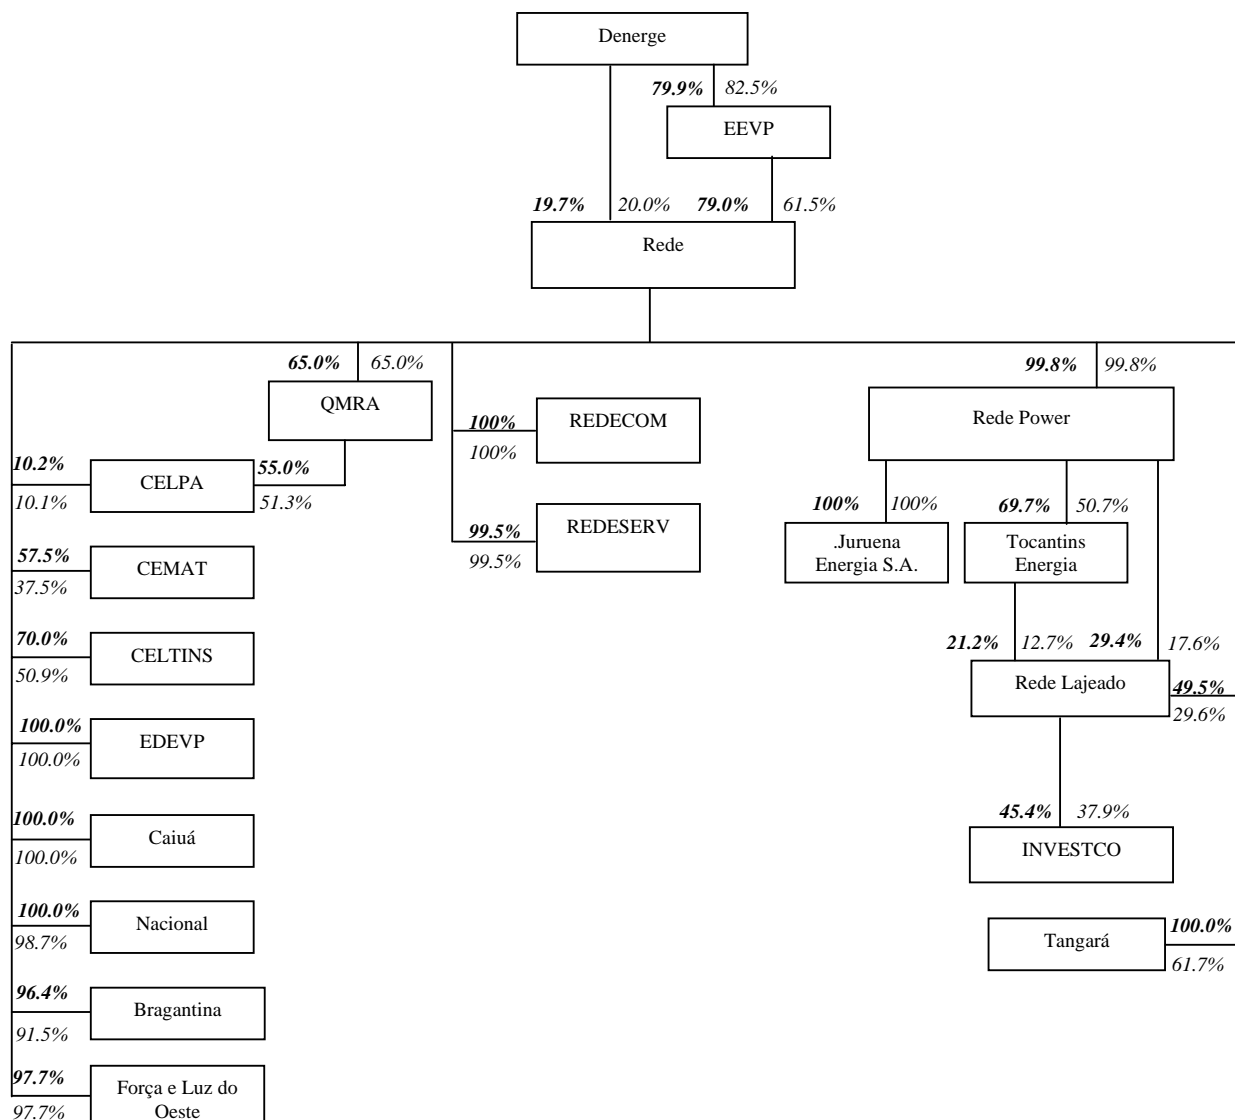 Denerge
79.9% 82.5%
EEVP
19.7% 20.0% 79.0% 61.5%
Rede
65.0% 65.0%
99.8% 99.8%
QMRA
REDECOM
Rede Power
100%
100%
10.2%
CELPA
55.0%
10.1%
51.3%
100% 100%
69.7% 50.7%
REDESERV
99.5%
99.5%
.Juruena
Energia S.A.
Tocantins
Energia
57.5%
CEMAT
37.5%
70.0%
CELTINS
50.9%
21.2% 12.7% 29.4% 17.6%
Rede Lajeado
49.5%
29.6%
100.0%
EDEVP
100.0%
45.4% 37.9%
INVESTCO
100.0%
Caiuá
100.0%
100.0%
Nacional
98.7%
Tangará
100.0%
61.7%
96.4%
Bragantina
91.5%
97.7%
Força e Luz do
Oeste
97.7%